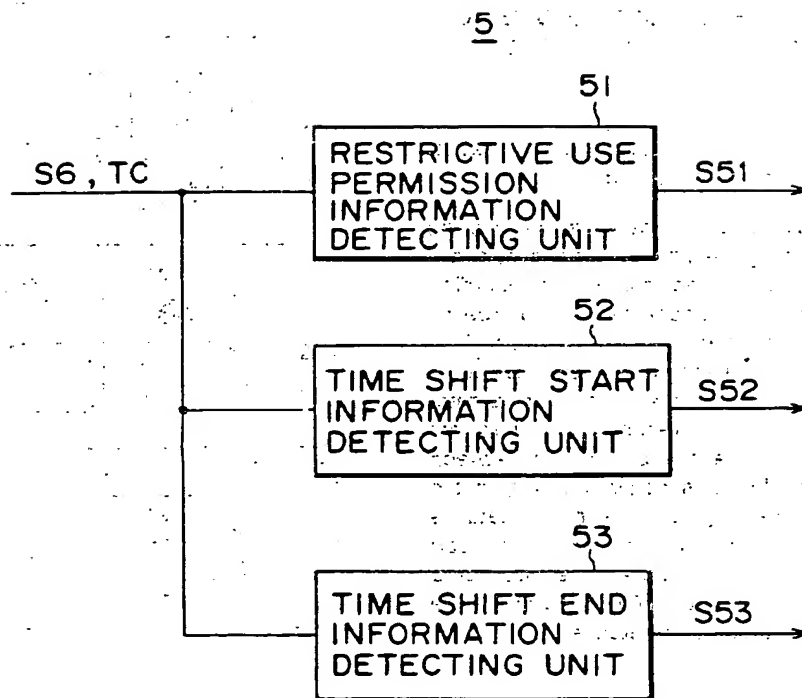 5
51
S6, TC
RESTRICTIVE USE
PERMISSION
INFORMATION
DETECTING UNIT
S51
52
TIME SHIFT START
INFORMATION
DETECTING UNIT
S52
53
TIME SHIFT END
INFORMATION
DETECTING UNIT
S53